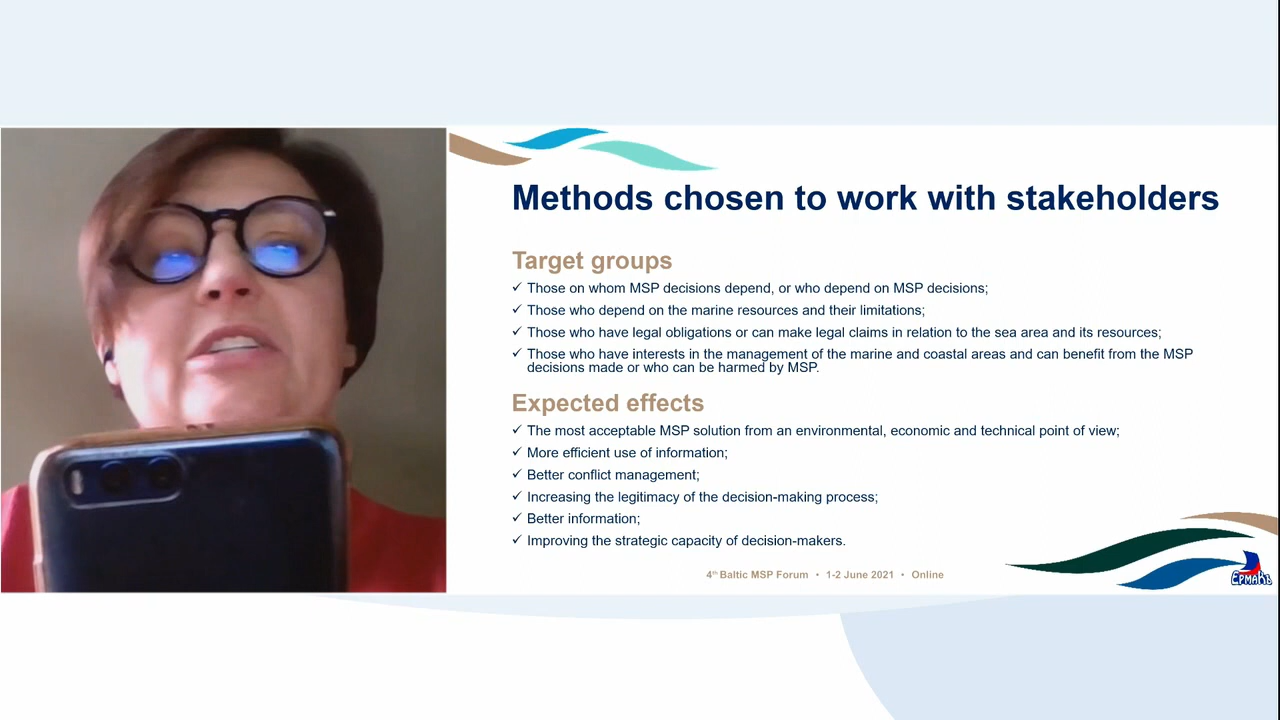 Methods chosen to work with stakeholders
Target groups
✓ Those on whom MSP decisions depend, or who depend on MSP decisions;
✓ Those who depend on the marine resources and their limitations;
✓ Those who have legal obligations or can make legal claims in relation to the sea area and its resources;
✓ Those who have interests in the management of the marine and coastal areas and can benefit from the MSP
decisions made or who can be harmed by MSP.
Expected effects
✓ The most acceptable MSP solution from an environmental, economic and technical point of view;
✓ More efficient use of information;
✓ Better conflict management;
✓ Increasing the legitimacy of the decision-making process;
✓ Better information;
✓ Improving the strategic capacity of decision-makers.
4th Baltic MSP Forum • 1-2 June 2021 • Online
ЕРМАКЪ